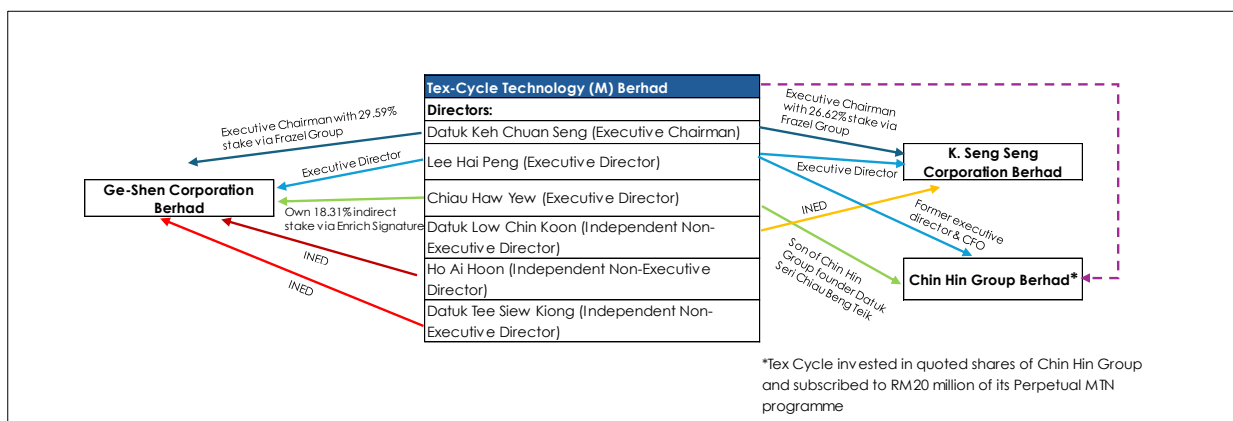 Tex-Cycle Technology (M) Berhad
Directors:
Datuk Keh Chuan Seng (Executive Chairman)
Lee Hai Peng (Executive Director)
Chiau Haw Yew (Executive Director)
Datuk Low Chin Koon (Independent Non-
Executive Director)
Ho Ai Hoon (Independent Non-Executive
Director)
Datuk Tee Siew Kiong (Independent Non-
Executive Director)
Executive Chairman with 29.59%
stake via Frazel Group
Executive Director
Ge-Shen Corporation
Berhad
Own 18.31% indirect
stake via Enrich Signature
INED
INED
Executive Chairman
with 26.62% stake via
Frazel Group
K. Seng Seng
Corporation Berhad
Executive Director
INED
Former executive
director & CFO
Son of Chin Hin
Group founder Datuk
Seri Chiau Beng Teik
Chin Hin Group Berhad*
*Tex Cycle invested in quoted shares of Chin Hin Group
and subscribed to RM20 million of its Perpetual MTN
programme